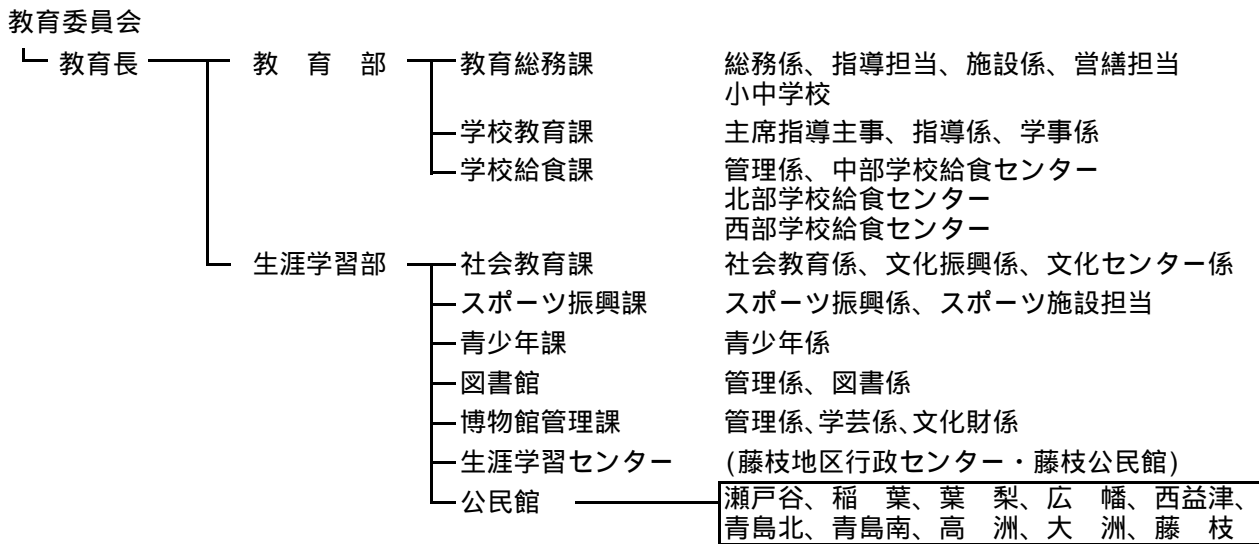 教育委員会
教育長 教 育 部 教育総務課 総務係、指導担当、施設係、営繕担当
小中学校
学校教育課 主席指導主事、指導係、学事係
学校給食課 管理係、中部学校給食センター
北部学校給食センター
西部学校給食センター
生涯学習部 社会教育課 社会教育係、文化振興係、文化センター係
スポーツ振興課 スポーツ振興係、スポーツ施設担当
青少年課 青少年係
図書館 管理係、図書係
博物館管理課 管理係、学芸係、文化財係
生涯学習センター (藤枝地区行政センター・藤枝公民館)
公民館 瀬戸谷、稲 葉、葉 梨、広 幡、西益津、
青島北、青島南、高 洲、大 洲、藤 枝